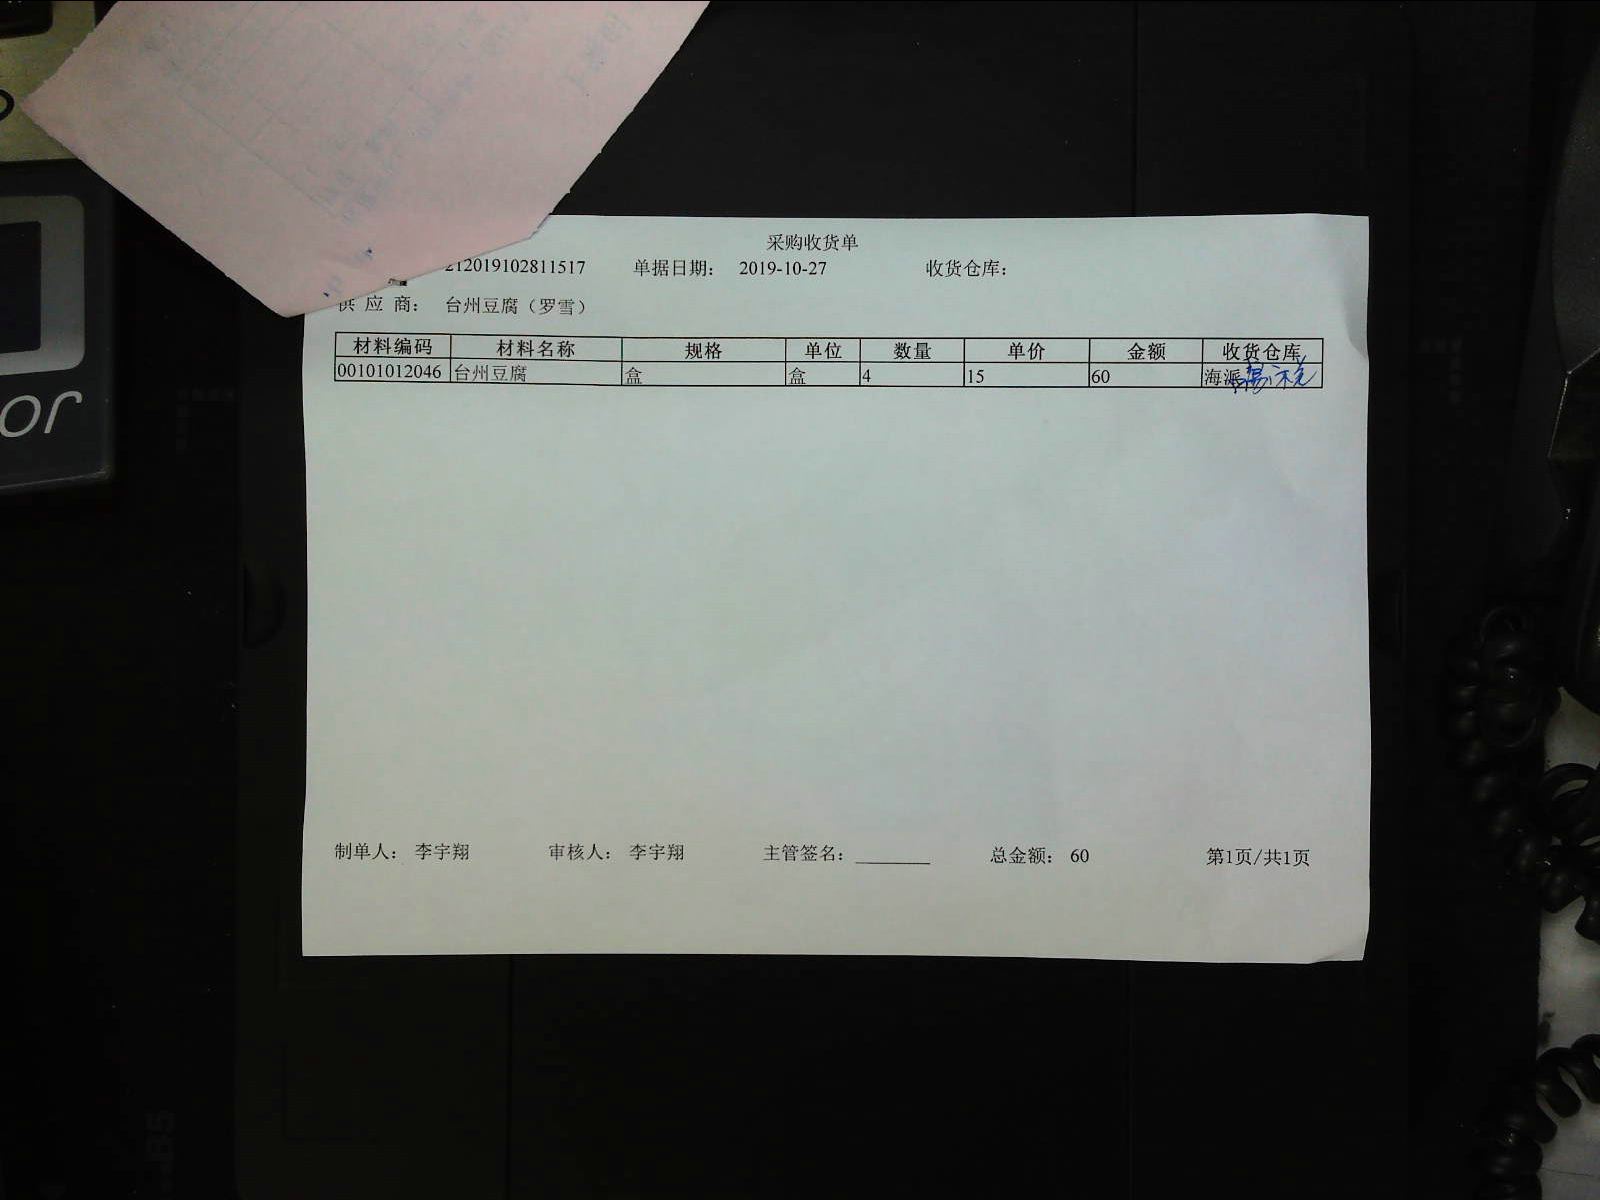 采购收货单
212019102811517 单据日期： 2019-10-27 收货仓库：
供 应 商： 台州豆腐（罗雪）
材料编码 材料名称 规格 单位 数量 单价 金额 收货仓库
00101012046 台州豆腐 盒 盒 4 15 60 海派
制单人： 李宇翔 审核人： 李宇翔 主管签名： 总金额： 60 第1页/共1页
or